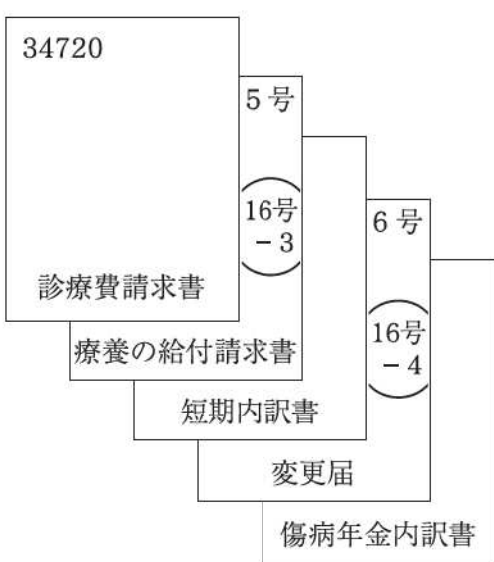 34720
診療費請求書
5号
16号
－3
療養の給付請求書
短期内訳書
6号
16号
－4
変更届
傷病年金内訳書